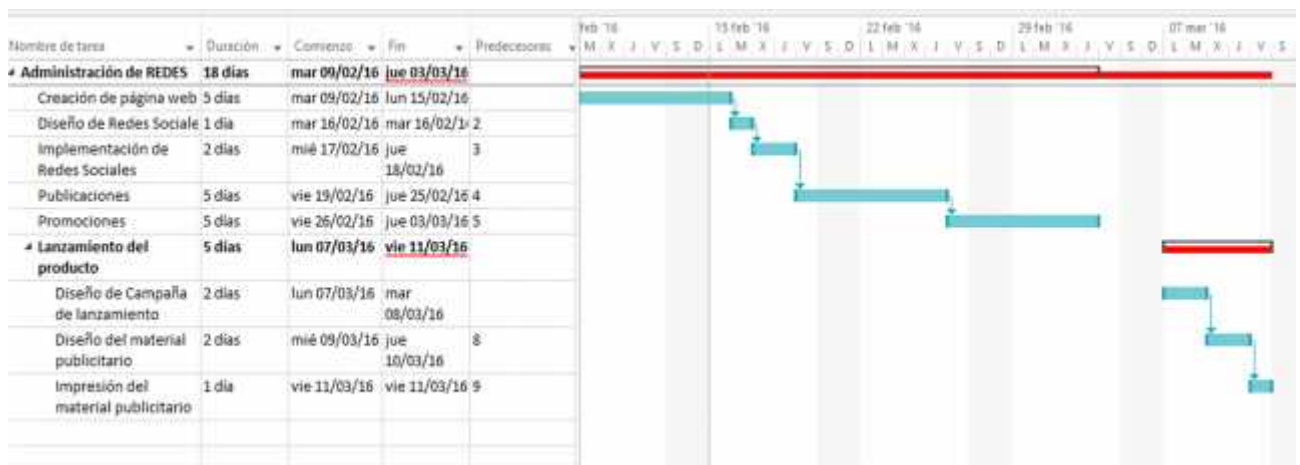 feb '16 15 feb '16 22 feb '16 29 feb '16 07 mar '16
Nombre de tarea Duración Comienzo Fin Predecesoras M X J V S D L M X J V S D L M X J V S D L M X J V S D L M X J V S
Administración de REDES 18 días mar 09/02/16 jue 03/03/16
Creación de página web 5 días mar 09/02/16 lun 15/02/16
Diseño de Redes Sociale 1 día mar 16/02/16 mar 16/02/1 2
Implementación de 2 días mié 17/02/16 jue 3
Redes Sociales 18/02/16
Publicaciones 5 días vie 19/02/16 jue 25/02/16 4
Promociones 5 días vie 26/02/16 jue 03/03/16 5
Lanzamiento del 5 días lun 07/03/16 vie 11/03/16
producto
Diseño de Campaña 2 días lun 07/03/16 mar
de lanzamiento 08/03/16
Diseño del material 2 días mié 09/03/16 jue 8
publicitario 10/03/16
Impresión del 1 día vie 11/03/16 vie 11/03/16 9
material publicitario